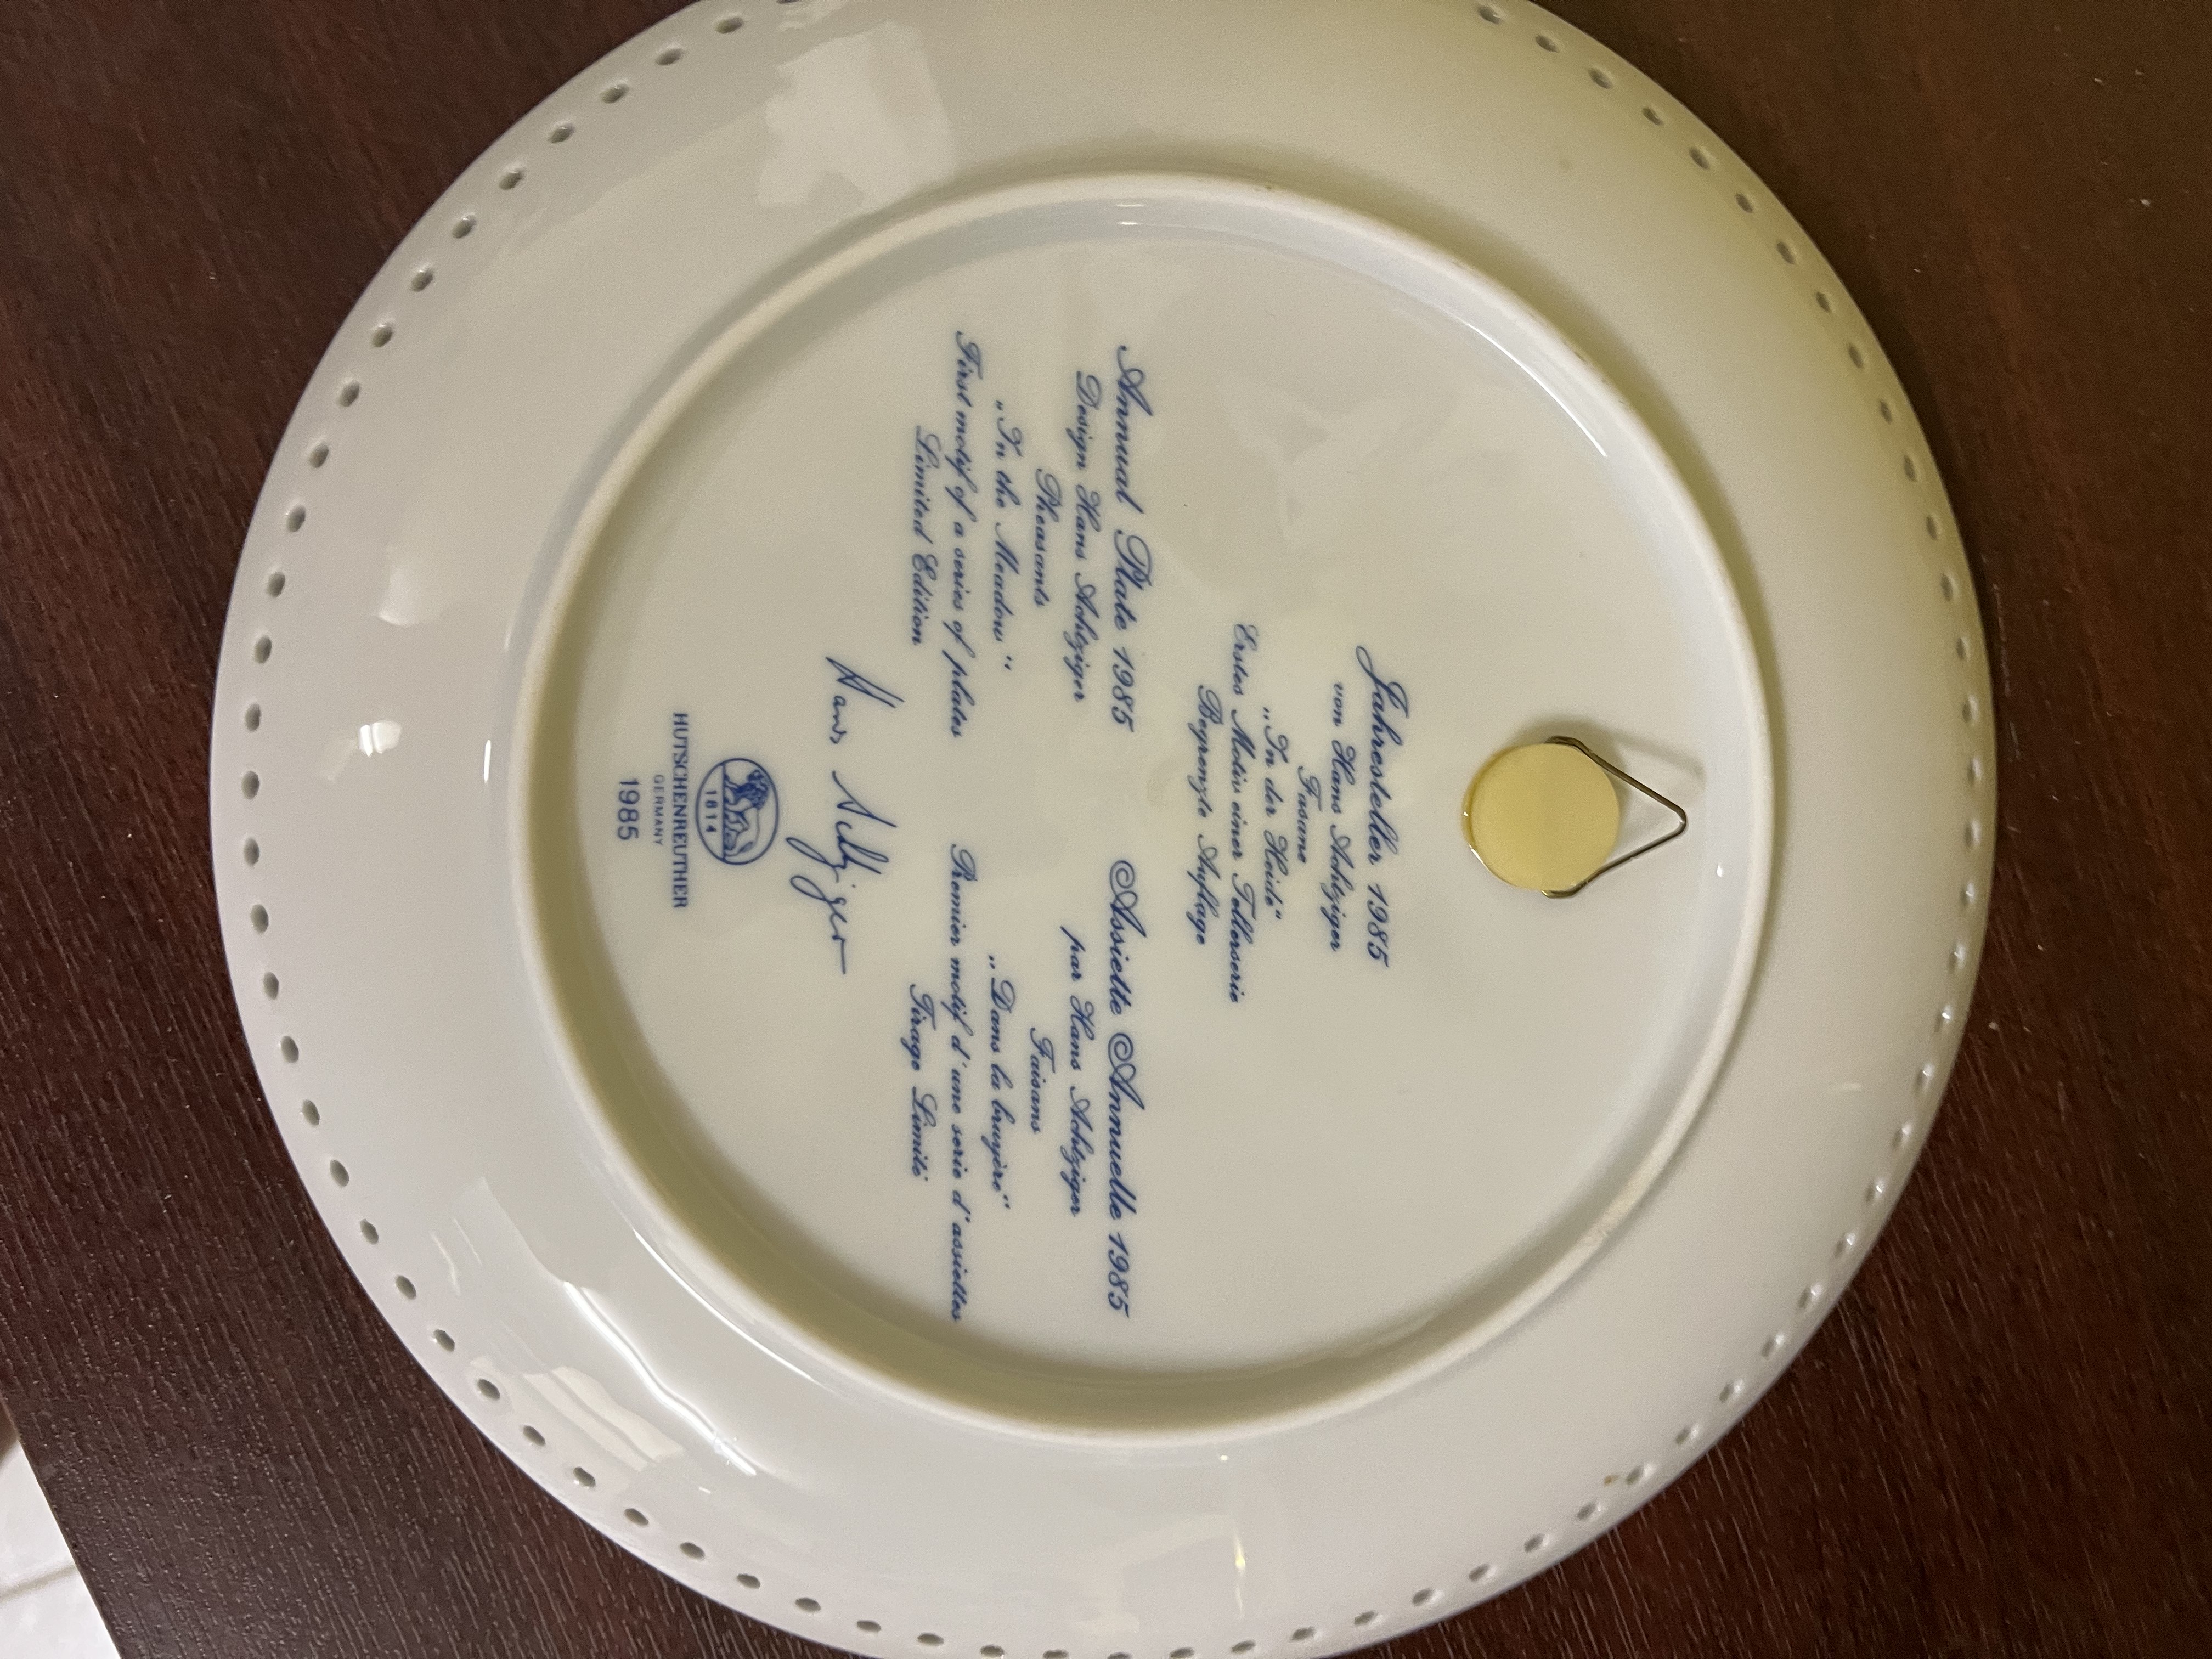 Jahresteller 1985
von Hans Achtziger
Fasane
„In der Heide“
Erstes Motiv einer Tellerserie
Begrenzte Auflage
Annual Plate 1985
Design Hans Achtziger
Pheasants
„In the Meadow“
First motif of a series of plates
Limited Edition
Assiette Annuelle 1985
par Hans Achtziger
Faisans
„Dans la bruyère“
Premier motif d'une serie d'assiettes
Tirage Limité
Hans Achtziger
1814
HUTSCHENREUTHER
GERMANY
1985